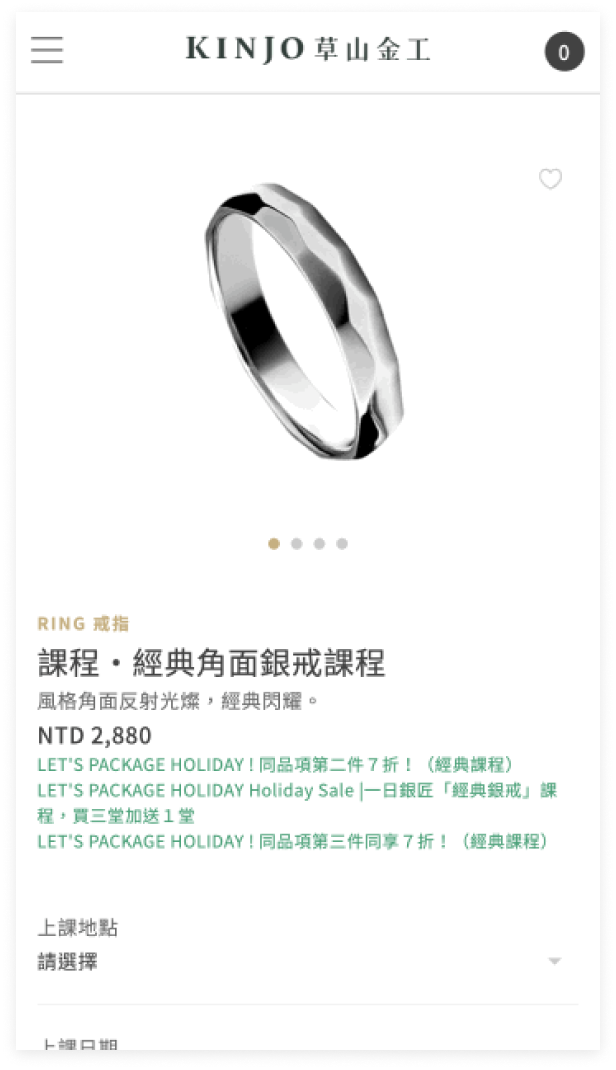 KINJO 草山金工
0
RING 戒指
課程・經典角面銀戒課程
風格角面反射光燦，經典閃耀。
NTD 2,880
LET'S PACKAGE HOLIDAY ! 同品項第二件 7 折！（經典課程）
LET'S PACKAGE HOLIDAY Holiday Sale |一日銀匠「經典銀戒」課
程，買三堂加送 1 堂
LET'S PACKAGE HOLIDAY ! 同品項第三件同享 7 折！（經典課程）
上課地點
請選擇
上課日期